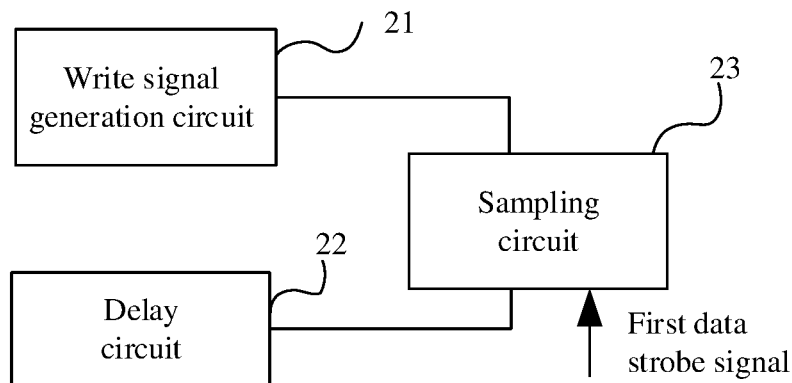 21
Write signal
generation circuit
23
Sampling
circuit
22
Delay
circuit
First data
strobe signal